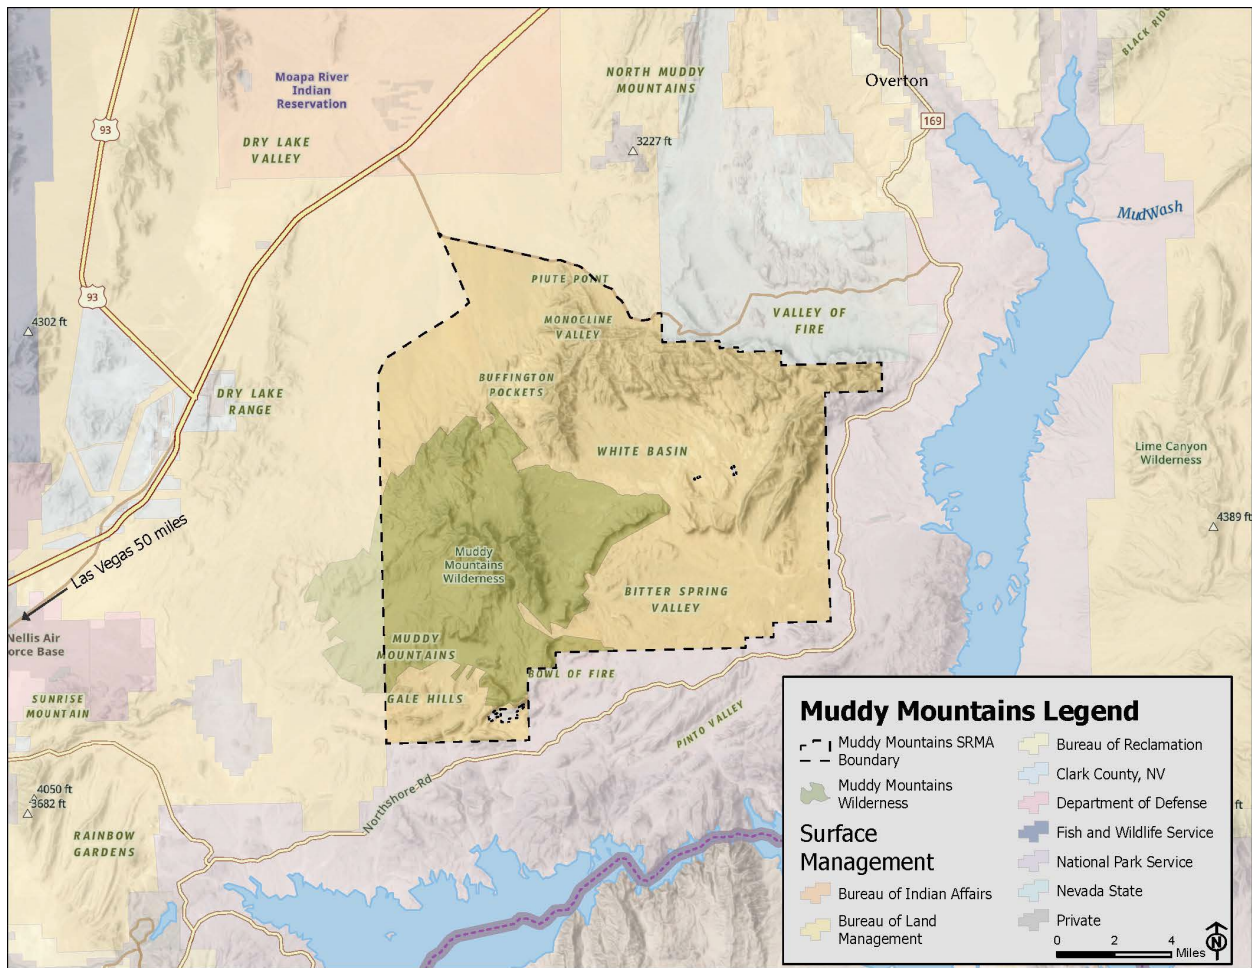 BLACK RIDG
Moapa River
Indian
Reservation
NORTH MUDDY
MOUNTAINS
Overton
93
169
DRY LAKE
VALLEY
3227 ft
MudWash
PIUTE POINT
93
4302 ft
MONOCLINE
VALLEY
VALLEY OF
FIRE
BUFFINGTON
POCKETS
DRY LAKE
RANGE
WHITE BASIN
Lime Canyon
Wilderness
4389 ft
Las Vegas 50 miles
Muddy
Mountains
Wilderness
BITTER SPRING
VALLEY
Nellis Air
orce Base
MUDDY
MOUNTAINS
BOWL OF FIRE
GALE HILLS
SUNRISE
MOUNTAIN
PINTO VALLEY
4050 ft
3682 ft
Northshore-Rd
RAINBOW
GARDENS
ft
Muddy Mountains Legend
Muddy Mountains SRMA
Boundary
Muddy Mountains
Wilderness
Surface
Management
Bureau of Indian Affairs
Bureau of Land
Management
Bureau of Reclamation
Clark County, NV
Department of Defense
Fish and Wildlife Service
National Park Service
Nevada State
Private
N
0 2 4
Miles